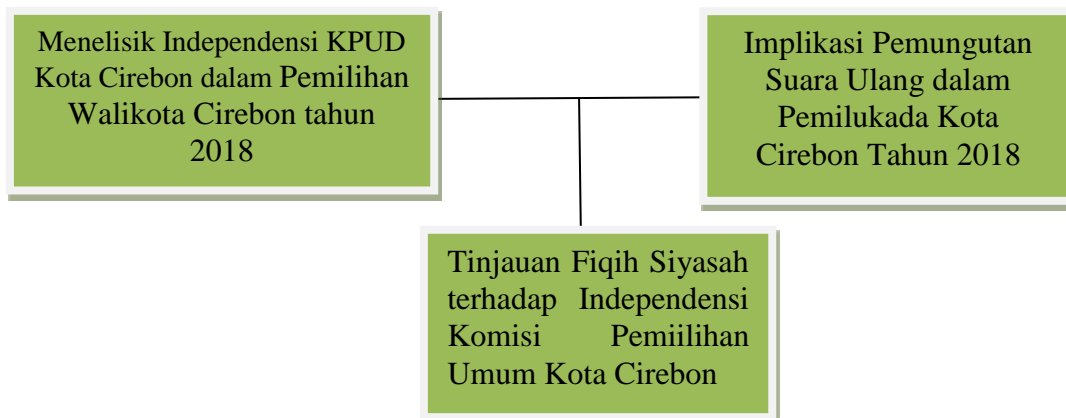 Menelisik Independensi KPUD
Kota Cirebon dalam Pemilihan
Walikota Cirebon tahun
2018
Implikasi Pemungutan
Suara Ulang dalam
Pemilukada Kota
Cirebon Tahun 2018
Tinjauan Fiqih Siyasah
terhadap Independensi
Komisi Pemiilihan
Umum Kota Cirebon